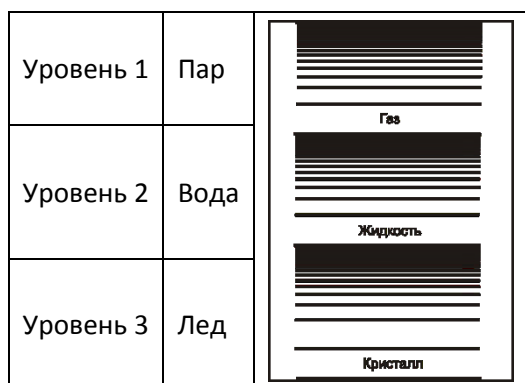 Уровень 1 Пар
Газ
Уровень 2 Вода
Жидкость
Уровень 3 Лед
Кристалл